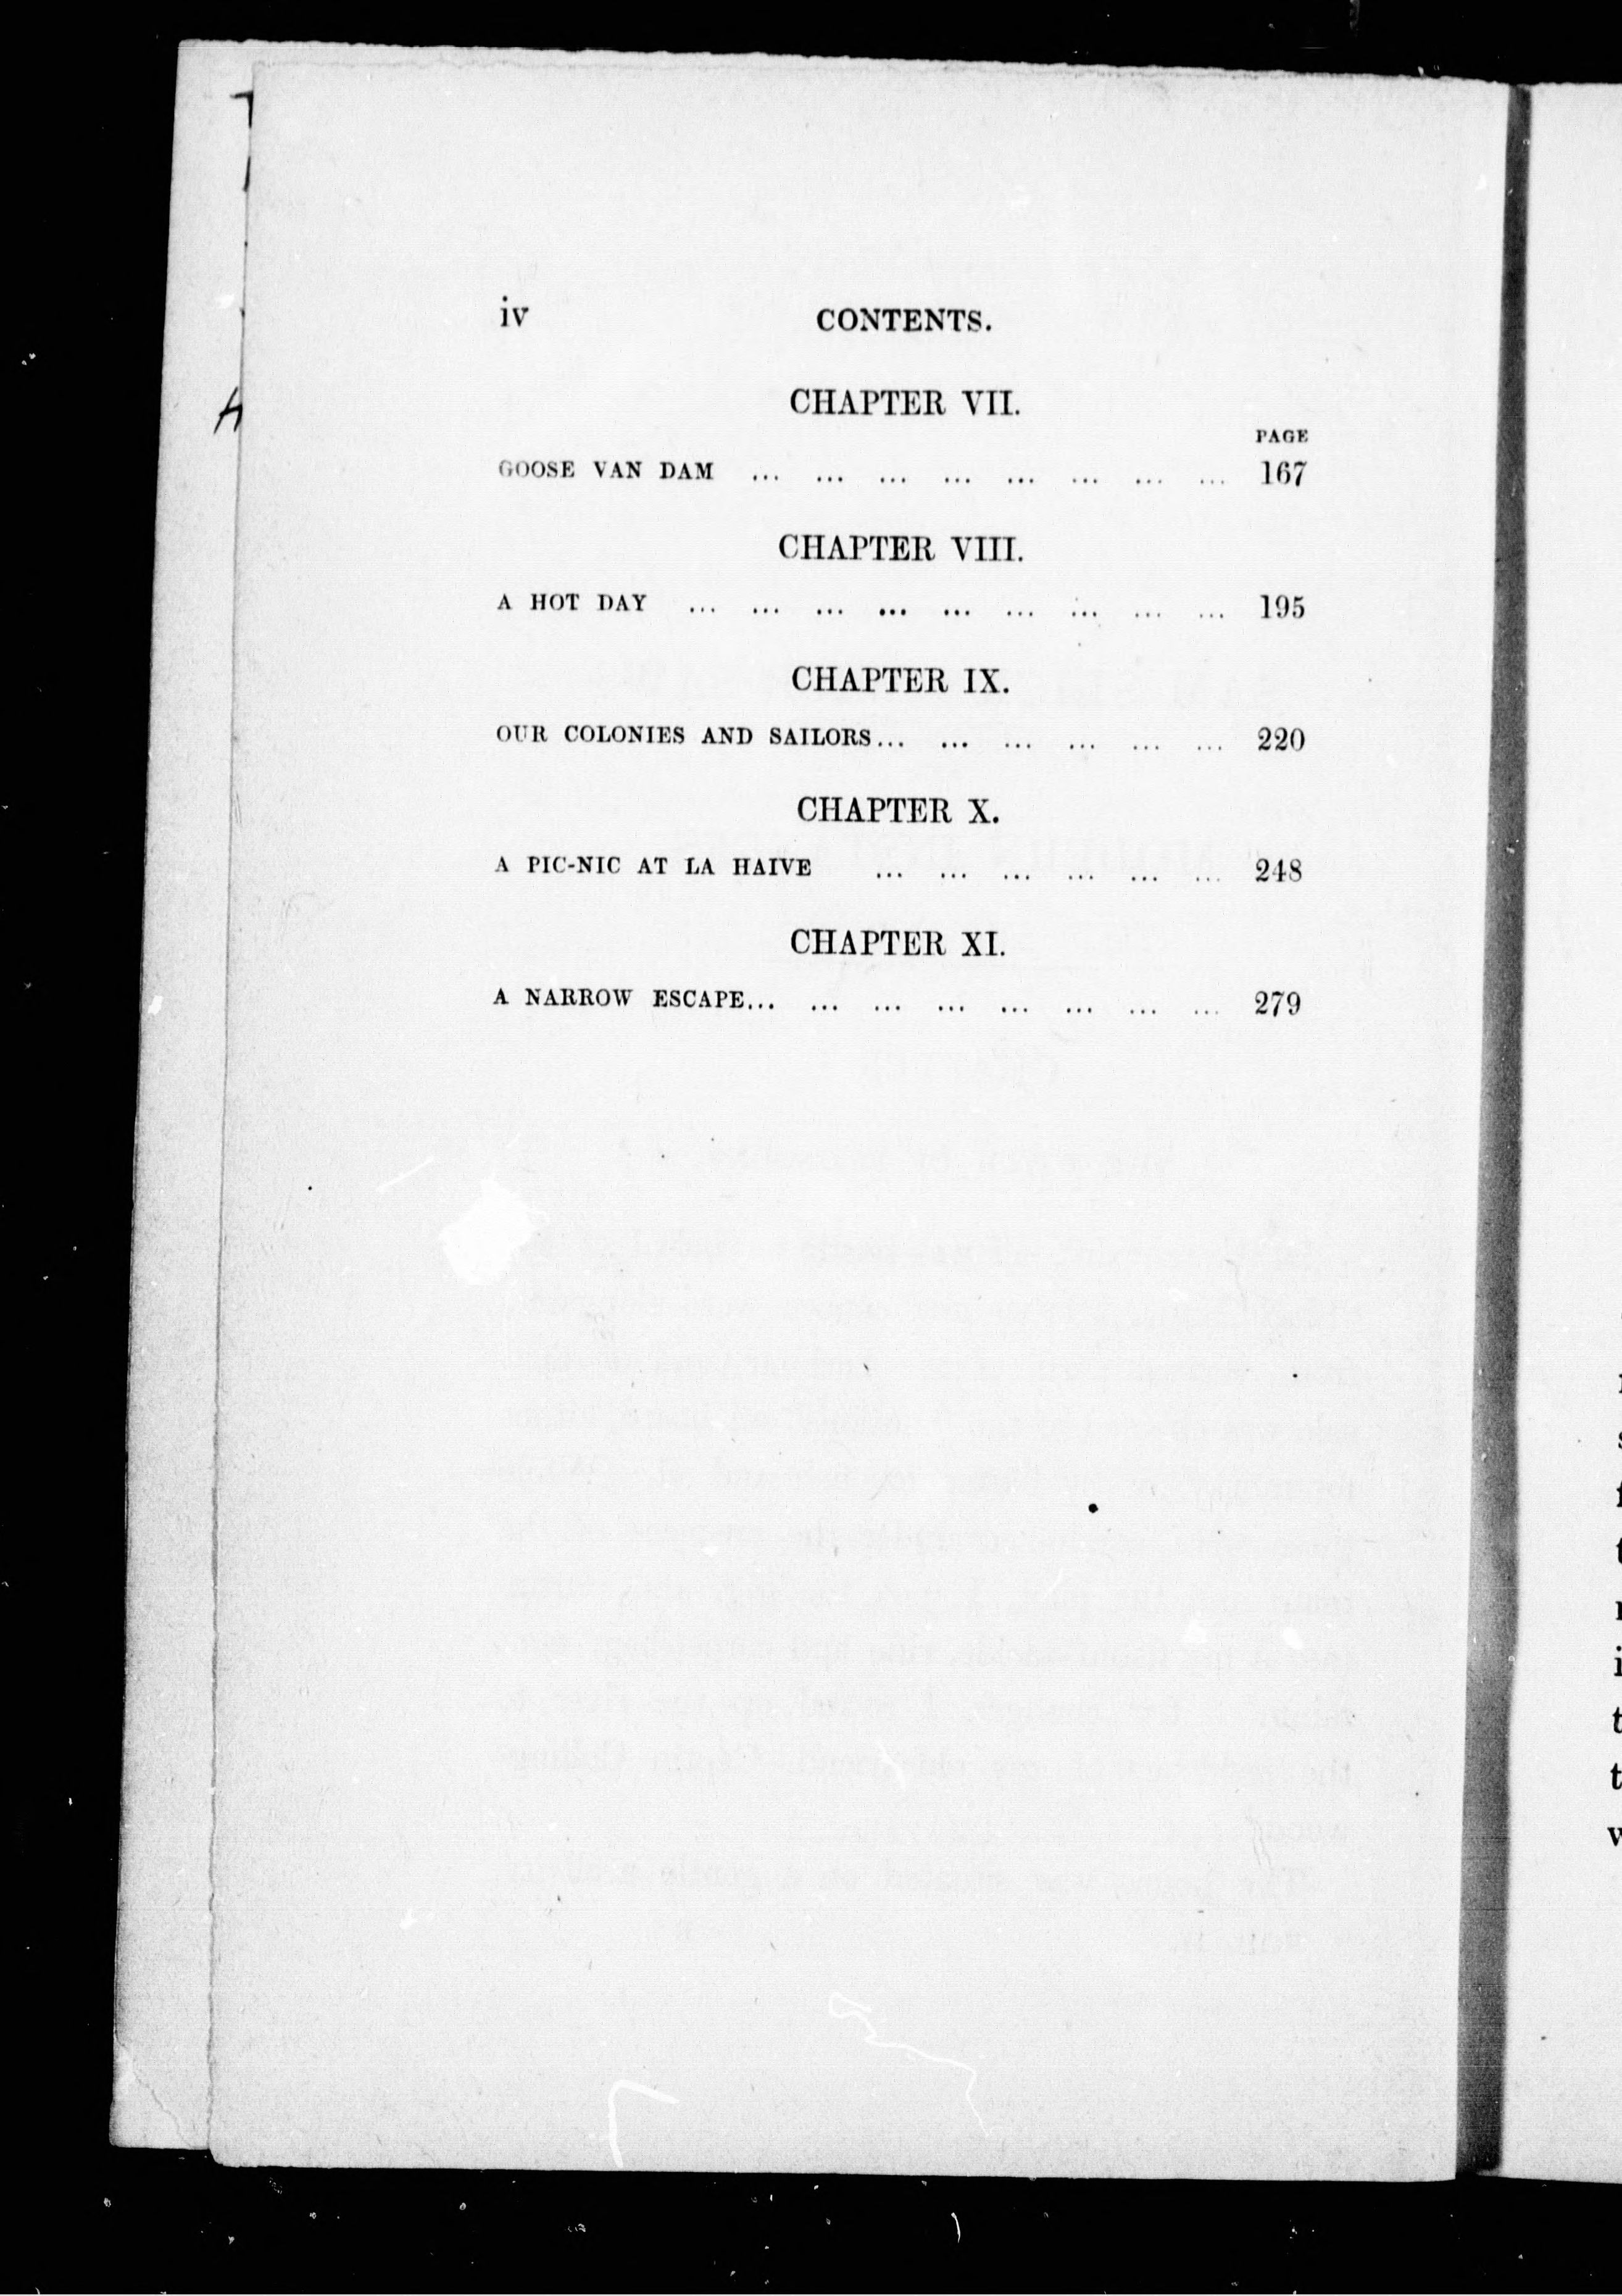 iv CONTENTS.
CHAPTER VII.
PAGE
GOOSE VAN DAM ... ... ... ... ... ... ... ... 167
CHAPTER VIII.
A HOT DAY ... ... ... ... ... ... ... ... ... 195
CHAPTER IX.
OUR COLONIES AND SAILORS... ... ... ... ... ... 220
CHAPTER X.
A PIC-NIC AT LA HAIVE ... ... ... ... ... ... 248
CHAPTER XI.
A NARROW ESCAPE... ... ... ... ... ... ... ... 279